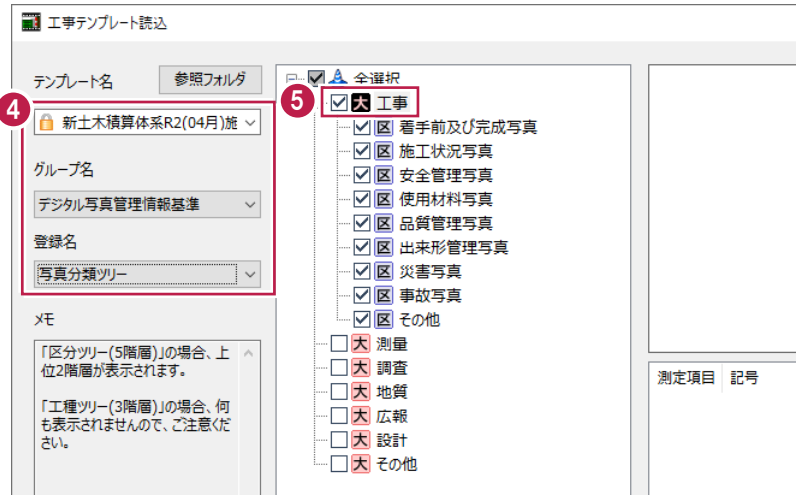 工事テンプレート読込
テンプレート名
参照フォルダ
4
新土木積算体系R2(04月)施
グループ名
デジタル写真管理情報基準
登録名
写真分類ツリー
メモ
「区分ツリー(5階層)」の場合、上
位2階層が表示されます。
「工種ツリー(3階層)」の場合、何
も表示されませんので、ご注意くだ
さい。
全選択
5
大 工事
区 着手前及び完成写真
区 施工状況写真
区 安全管理写真
区 使用材料写真
区 品質管理写真
区 出来形管理写真
区 災害写真
区 事故写真
区 その他
大 測量
大 調査
大 地質
大 広報
大 設計
大 その他
測定項目 記号